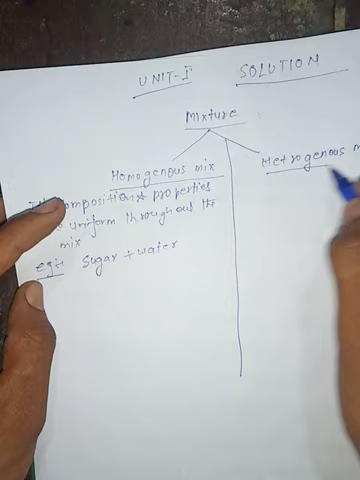 UNIT-I SOLUTION
Mixture
Homogenous mix
Hetrogenous m
composition & properties
uniform throughout the
mix
eg:- Sugar + water